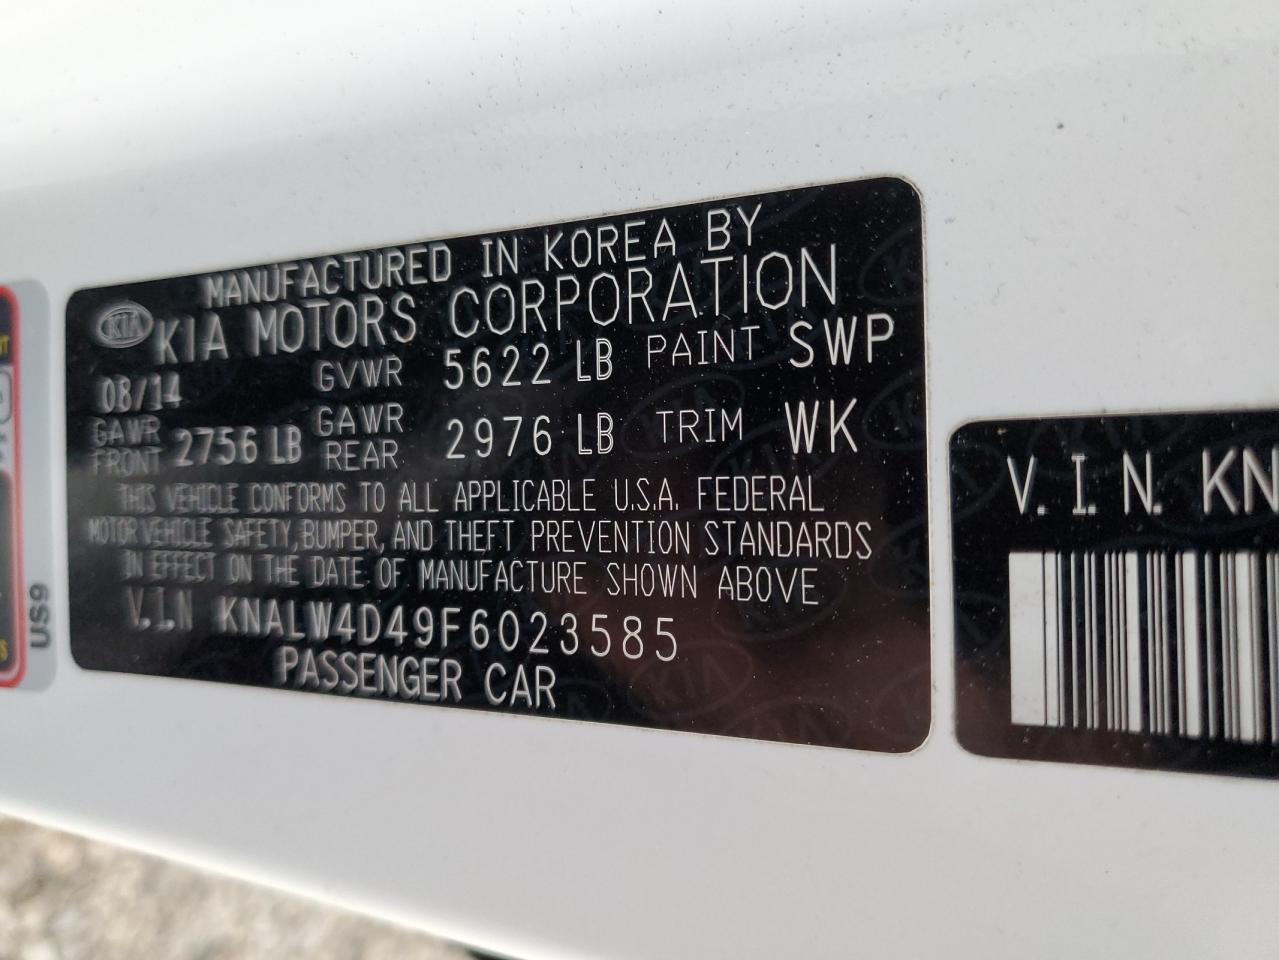 MANUFACTURED IN KOREA BY
KIA KIA MOTORS CORPORATION
08/14 GVWR 5622 LB PAINT SWP
GAWR FRONT 2756 LB GAWR REAR 2976 LB TRIM WK
THIS VEHICLE CONFORMS TO ALL APPLICABLE U.S.A. FEDERAL
MOTOR VEHICLE SAFETY, BUMPER, AND THEFT PREVENTION STANDARDS
IN EFFECT ON THE DATE OF MANUFACTURE SHOWN ABOVE
V.I.N KNALW4D49F6023585
PASSENGER CAR
V.I.N. KN
US9